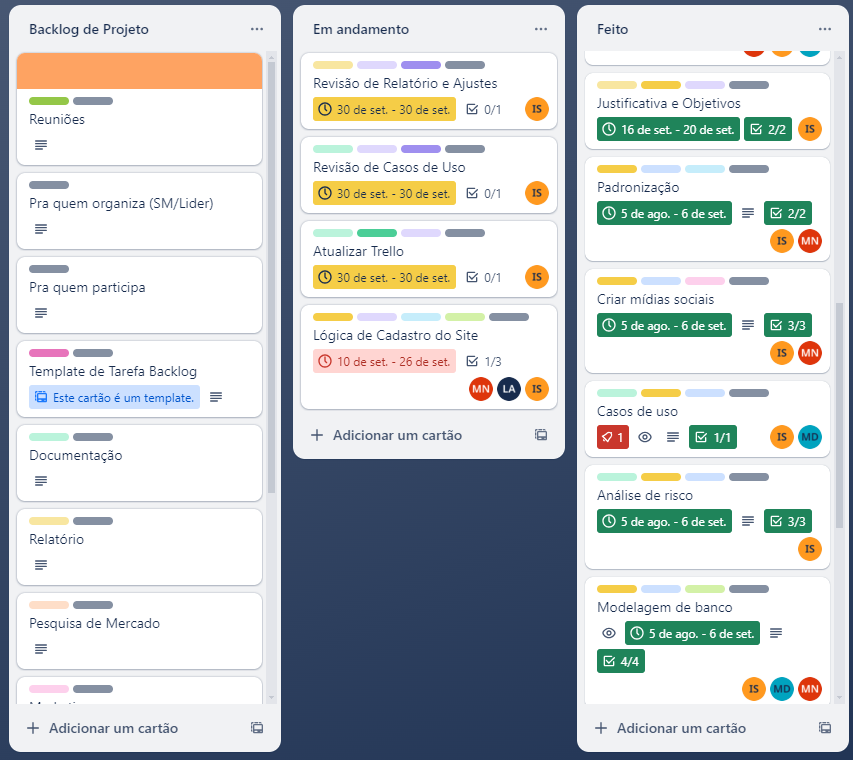 Backlog de Projeto
Reuniões
Pra quem organiza (SM/Lider)
Pra quem participa
Template de Tarefa Backlog
Este cartão é um template.
Documentação
Relatório
Pesquisa de Mercado
Adicionar um cartão
Em andamento
Revisão de Relatório e Ajustes
30 de set. - 30 de set. 0/1 IS
Revisão de Casos de Uso
30 de set. - 30 de set. 0/1 IS
Atualizar Trello
30 de set. - 30 de set. 0/1 IS
Lógica de Cadastro do Site
10 de set. - 26 de set. 1/3
MN LA IS
Adicionar um cartão
Feito
Justificativa e Objetivos
16 de set. - 20 de set. 2/2 IS
Padronização
5 de ago. - 6 de set. 2/2
IS MN
Criar mídias sociais
5 de ago. - 6 de set. 3/3
IS MN
Casos de uso
1 1/1 IS MD
Análise de risco
5 de ago. - 6 de set. 3/3
IS
Modelagem de banco
5 de ago. - 6 de set.
4/4
IS MD MN
Adicionar um cartão